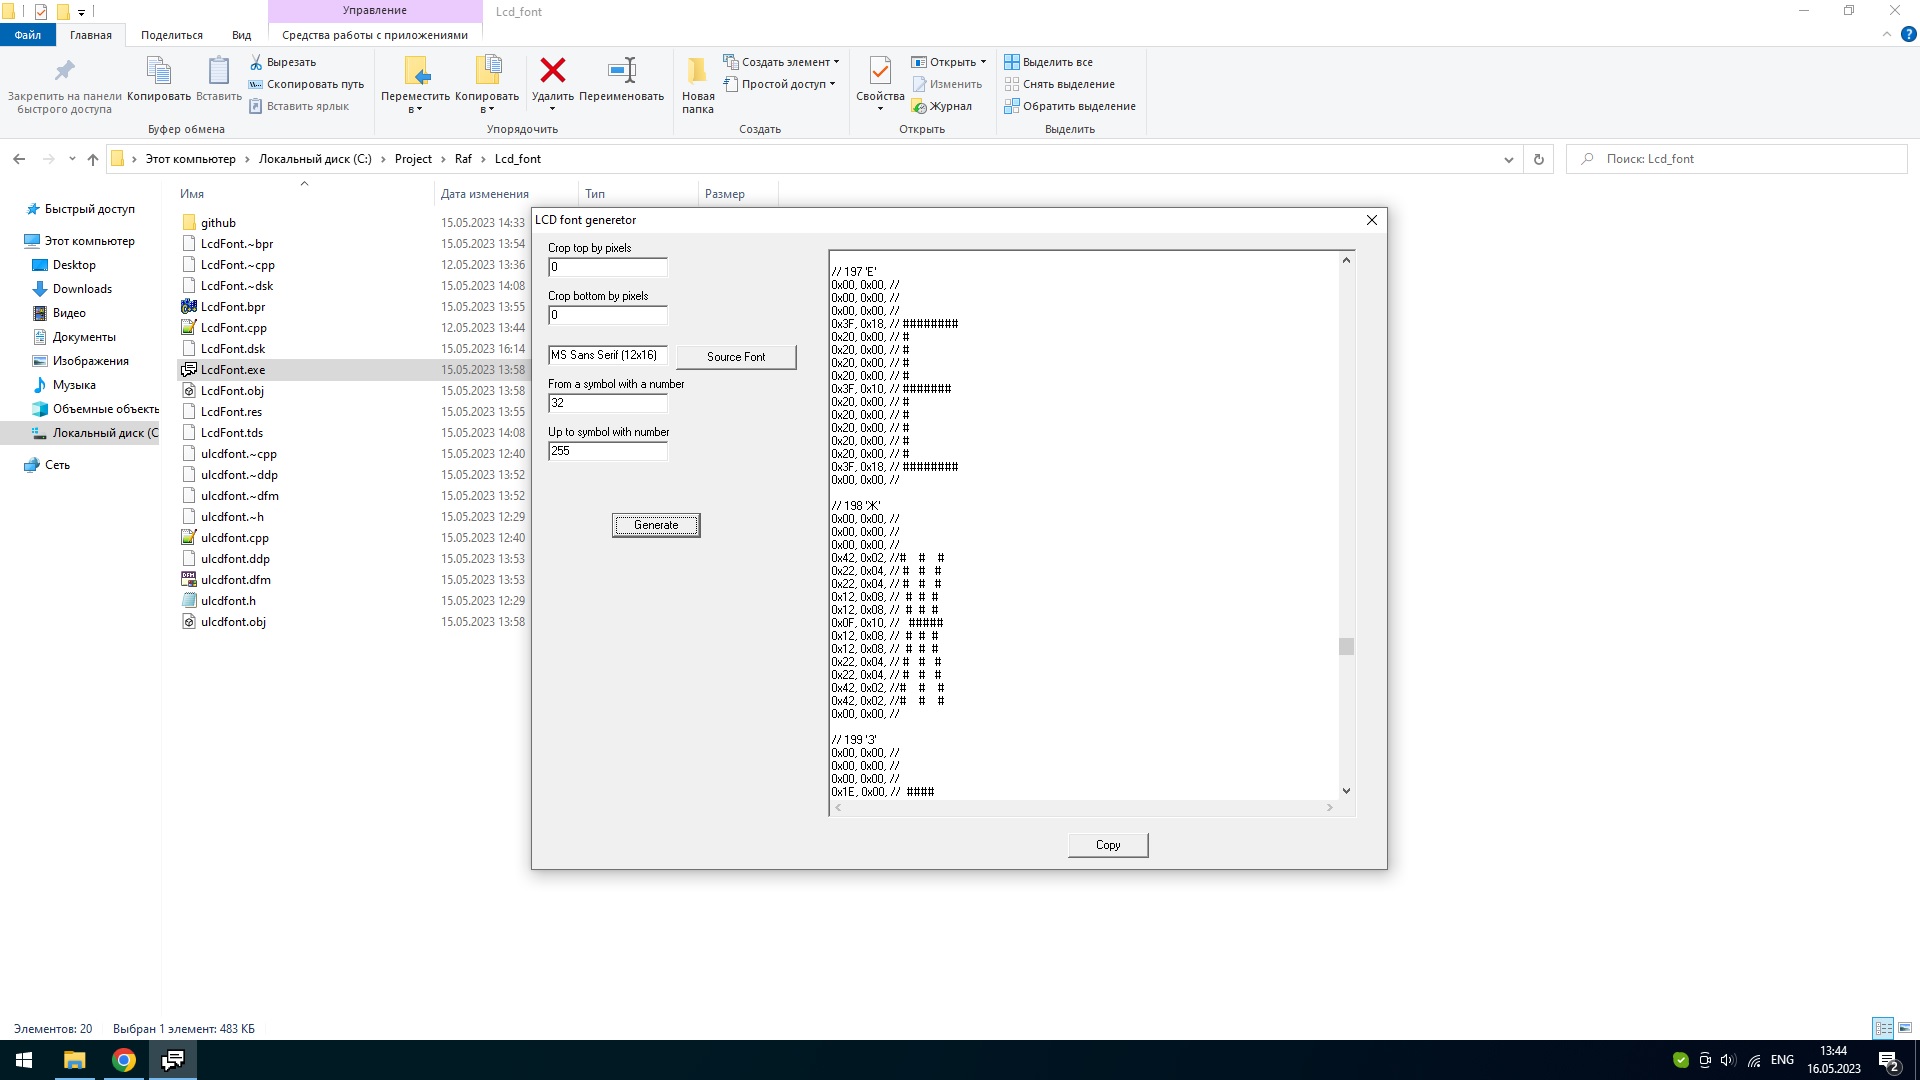 Управление
Lcd_font
Файл
Главная
Поделиться
Вид
Средства работы с приложениями
Закрепить на панели быстрого доступа
Копировать
Вставить
Вырезать
Скопировать путь
Вставить ярлык
Буфер обмена
Переместить в
Копировать в
Удалить
Переименовать
Упорядочить
Новая папка
Создать элемент
Простой доступ
Создать
Свойства
Открыть
Изменить
Журнал
Открыть
Выделить все
Снять выделение
Обратить выделение
Выделить
Этот компьютер
Локальный диск (C:)
Project
Raf
Lcd_font
Поиск: Lcd_font
Быстрый доступ
Этот компьютер
Desktop
Downloads
Видео
Документы
Изображения
Музыка
Объемные объекть
Локальный диск (C
Сеть
Имя Дата изменения Тип Размер
github 15.05.2023 14:33
LcdFont.~bpr 15.05.2023 13:54
LcdFont.~cpp 12.05.2023 13:36
LcdFont.~dsk 15.05.2023 14:08
LcdFont.bpr 15.05.2023 13:55
LcdFont.cpp 12.05.2023 13:44
LcdFont.dsk 15.05.2023 16:14
LcdFont.exe 15.05.2023 13:58
LcdFont.obj 15.05.2023 13:58
LcdFont.res 15.05.2023 13:55
LcdFont.tds 15.05.2023 14:08
ulcdfont.~cpp 15.05.2023 12:40
ulcdfont.~ddp 15.05.2023 13:52
ulcdfont.~dfm 15.05.2023 13:52
ulcdfont.~h 15.05.2023 12:29
ulcdfont.cpp 15.05.2023 12:40
ulcdfont.ddp 15.05.2023 13:53
ulcdfont.dfm 15.05.2023 13:53
ulcdfont.h 15.05.2023 12:29
ulcdfont.obj 15.05.2023 13:58
LCD font generetor
Crop top by pixels
0
Crop bottom by pixels
0
MS Sans Serif (12x16)
Source Font
From a symbol with a number
32
Up to symbol with number
255
Generate
// 197 'Е'
0x00, 0x00, //
0x00, 0x00, //
0x00, 0x00, //
0x3F, 0x18, // ########
0x20, 0x00, // #
0x20, 0x00, // #
0x20, 0x00, // #
0x20, 0x00, // #
0x3F, 0x10, // #######
0x20, 0x00, // #
0x20, 0x00, // #
0x20, 0x00, // #
0x20, 0x00, // #
0x20, 0x00, // #
0x3F, 0x18, // ########
0x00, 0x00, //
// 198 'Ж'
0x00, 0x00, //
0x00, 0x00, //
0x00, 0x00, //
0x42, 0x02, //#    #    #
0x22, 0x04, // #   #   #
0x22, 0x04, // #   #   #
0x12, 0x08, //  #  #  #
0x12, 0x08, //  #  #  #
0x0F, 0x10, //   #####
0x12, 0x08, //  #  #  #
0x12, 0x08, //  #  #  #
0x22, 0x04, // #   #   #
0x22, 0x04, // #   #   #
0x42, 0x02, //#    #    #
0x42, 0x02, //#    #    #
0x00, 0x00, //
// 199 'З'
0x00, 0x00, //
0x00, 0x00, //
0x00, 0x00, //
0x1E, 0x00, //  ####
Copy
Элементов: 20
Выбран 1 элемент: 483 КБ
ENG
13:44
16.05.2023
2